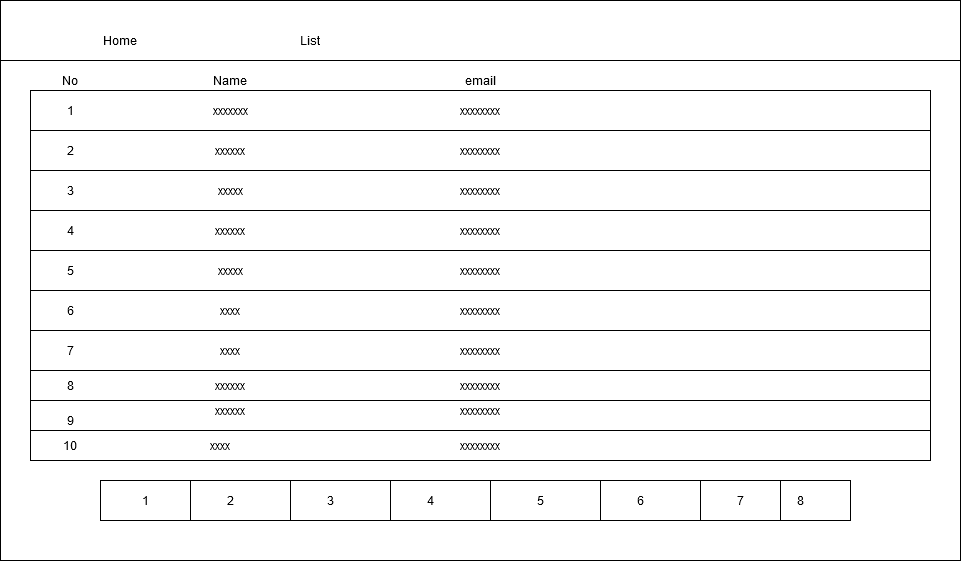 Home List
No Name email
1 xxxxxxx xxxxxxxx
2 xxxxxx xxxxxxxx
3 xxxxx xxxxxxxx
4 xxxxxx xxxxxxxx
5 xxxxx xxxxxxxx
6 xxxx xxxxxxxx
7 xxxx xxxxxxxx
8 xxxxxx xxxxxxxx
9 xxxxxx xxxxxxxx
10 xxxx xxxxxxxx
1 2 3 4 5 6 7 8